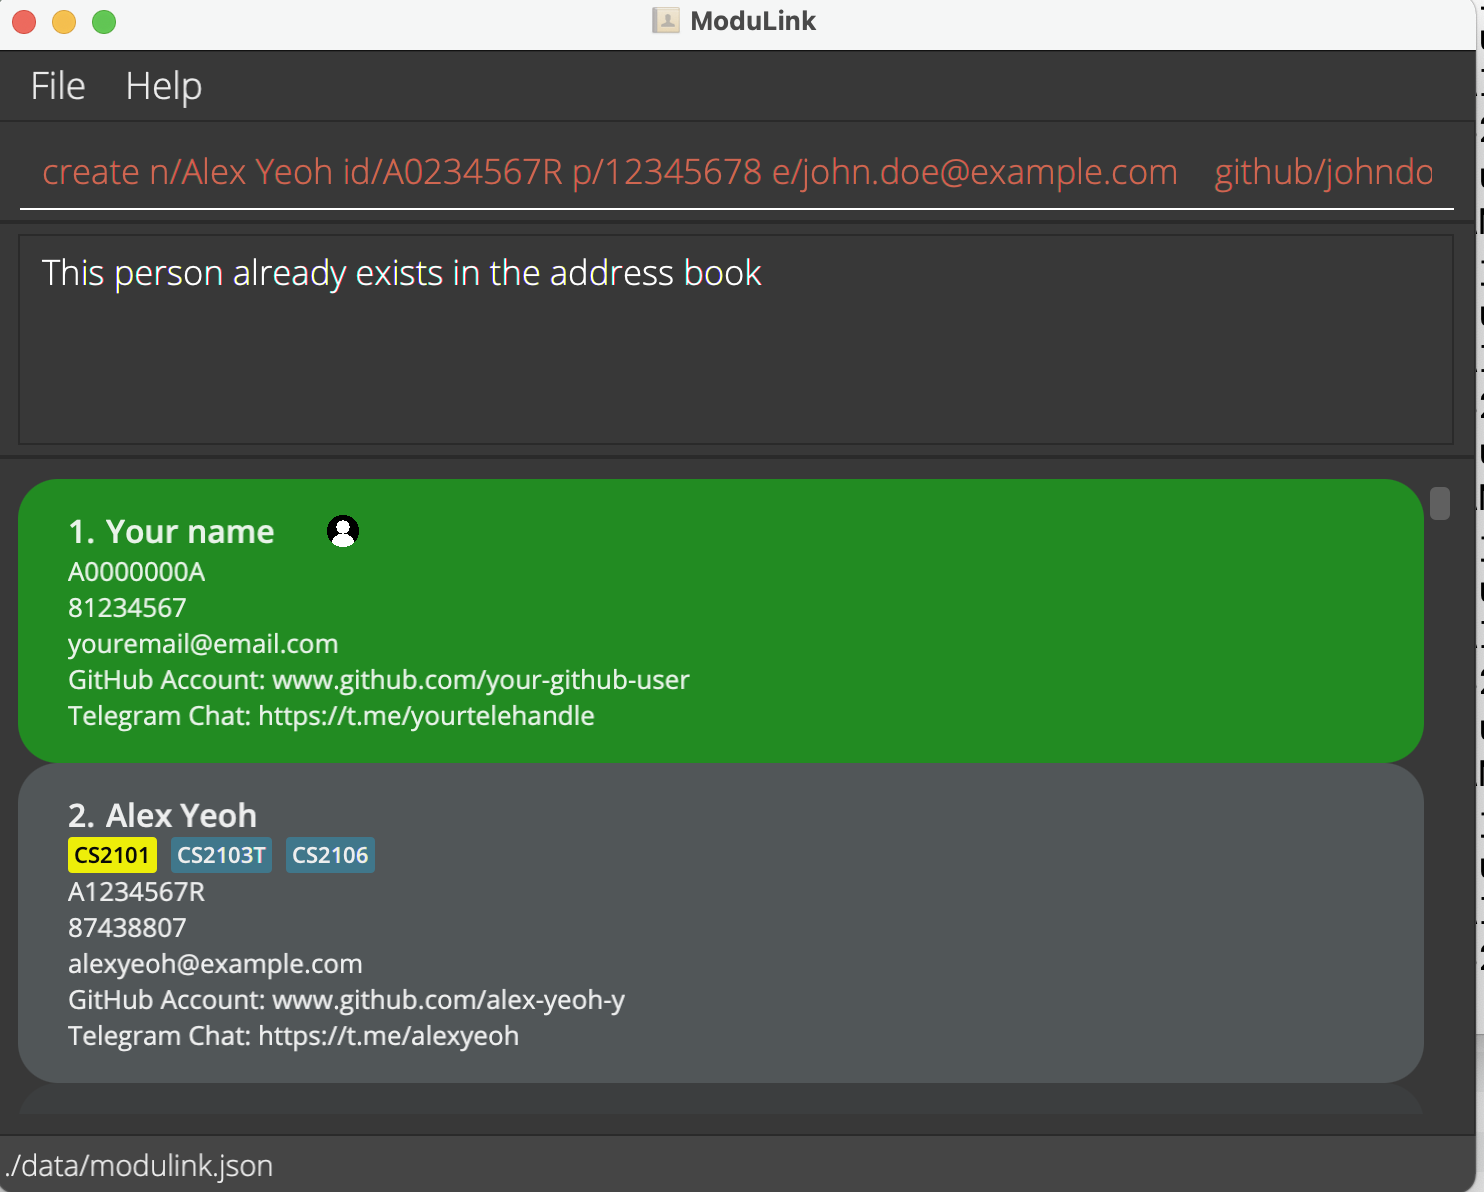 ModuLink
File Help
create n/Alex Yeoh id/A0234567R p/12345678 e/john.doe@example.com github/johndo
This person already exists in the address book
1. Your name
A0000000A
81234567
youremail@email.com
GitHub Account: www.github.com/your-github-user
Telegram Chat: https://t.me/yourtelehandle
2. Alex Yeoh
CS2101 CS2103T CS2106
A1234567R
87438807
alexyeoh@example.com
GitHub Account: www.github.com/alex-yeoh-y
Telegram Chat: https://t.me/alexyeoh
./data/modulink.json